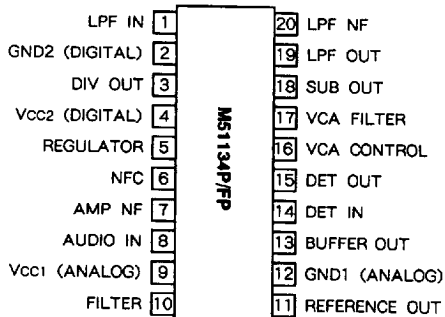 LPF IN 1
GND2 (DIGITAL) 2
DIV OUT 3
Vcc2 (DIGITAL) 4
REGULATOR 5
NFC 6
AMP NF 7
AUDIO IN 8
Vcc1 (ANALOG) 9
FILTER 10
M51134P/FP
20 LPF NF
19 LPF OUT
18 SUB OUT
17 VCA FILTER
16 VCA CONTROL
15 DET OUT
14 DET IN
13 BUFFER OUT
12 GND1 (ANALOG)
11 REFERENCE OUT